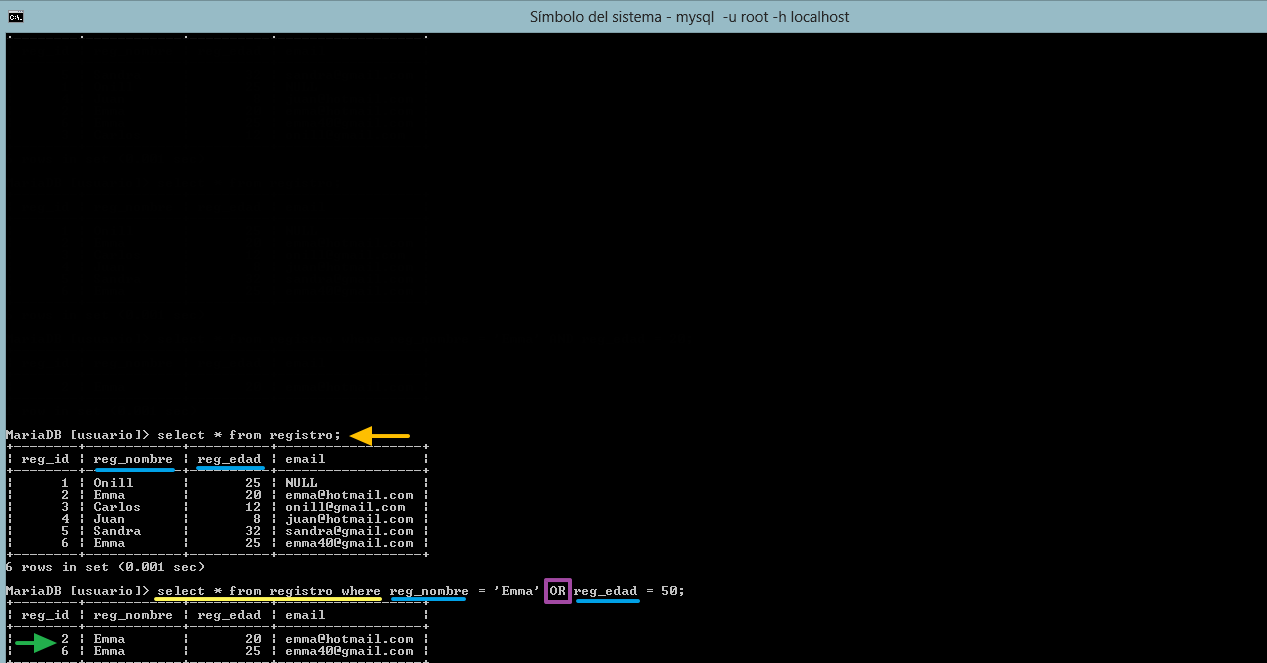 Símbolo del sistema - mysql -u root -h localhost
MariaDB [usuario]> select * from registro;
| reg_id | reg_nombre | reg_edad | email |
| 1 | Onill | 25 | NULL |
| 2 | Emma | 20 | emma@hotmail.com |
| 3 | Carlos | 12 | onill@gmail.com |
| 4 | Juan | 8 | juan@hotmail.com |
| 5 | Sandra | 32 | sandra@gmail.com |
| 6 | Emma | 25 | emma40@gmail.com |
6 rows in set (0.001 sec)
MariaDB [usuario]> select * from registro where reg_nombre = 'Emma' OR reg_edad = 50;
| reg_id | reg_nombre | reg_edad | email |
| 2 | Emma | 20 | emma@hotmail.com |
| 6 | Emma | 25 | emma40@gmail.com |